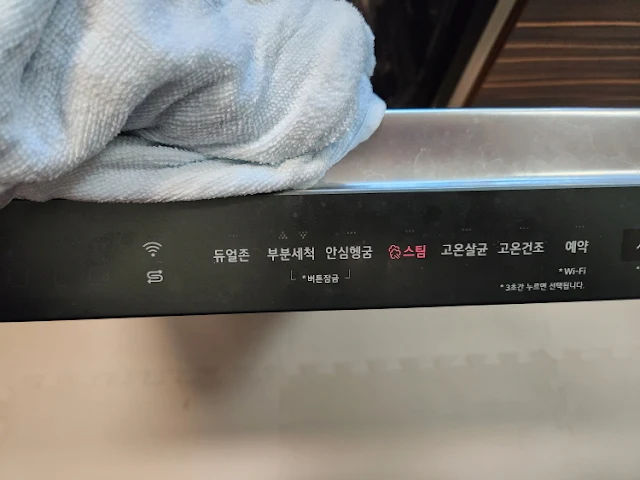 듀얼존 부분세척 안심헹굼 스팀 고온살균 고온건조 예약
*버튼잠금
*Wi-Fi
*3초간 누르면 선택됩니다.